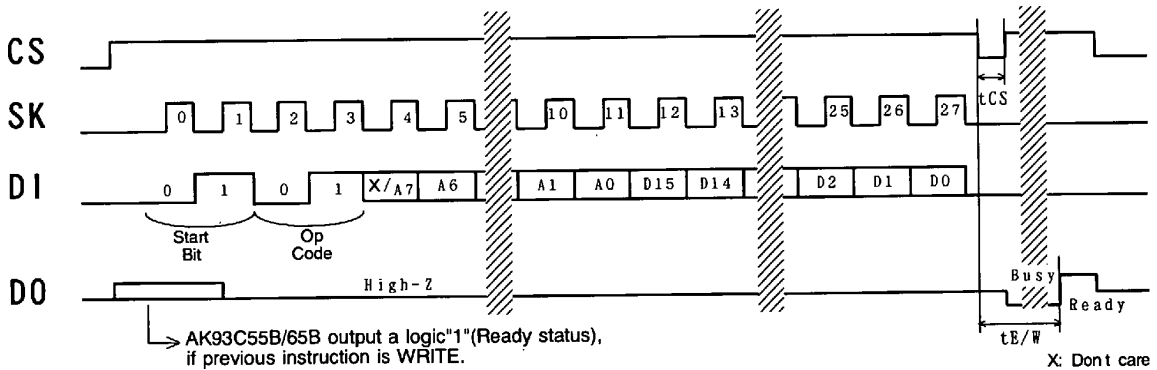 CS
tCS
SK 0 1 2 3 4 5 10 11 12 13 25 26 27
DI 0 1 0 1 X/A7 A6 A1 A0 D15 D14 D2 D1 D0
Start Bit
Op Code
DO High-Z Busy Ready
tE/W
AK93C55B/65B output a logic"1"(Ready status),
if previous instruction is WRITE.
X: Don t care